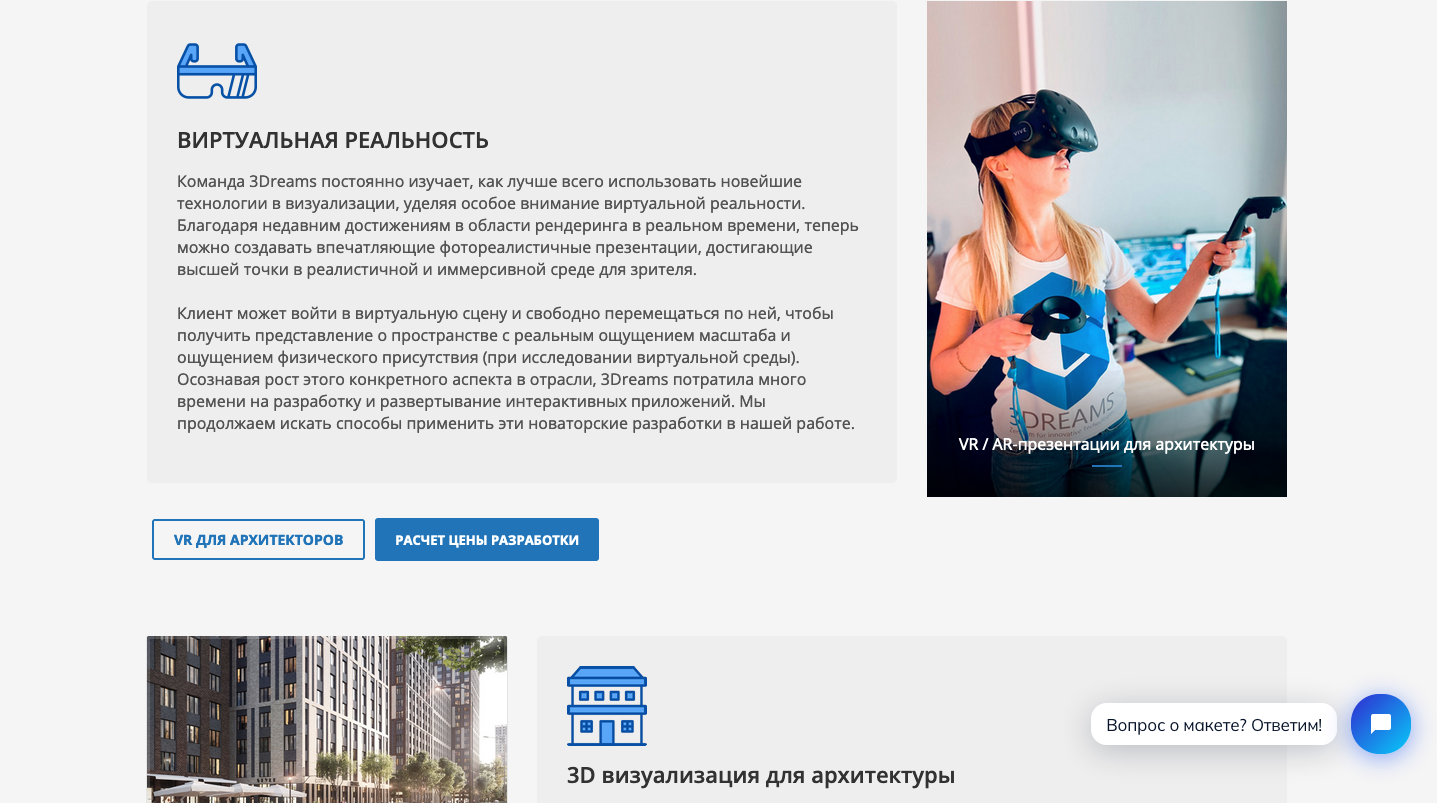 ВИРТУАЛЬНАЯ РЕАЛЬНОСТЬ
Команда 3Dreams постоянно изучает, как лучше всего использовать новейшие
технологии в визуализации, уделяя особое внимание виртуальной реальности.
Благодаря недавним достижениям в области рендеринга в реальном времени, теперь
можно создавать впечатляющие фотореалистичные презентации, достигающие
высшей точки в реалистичной и иммерсивной среде для зрителя.
Клиент может войти в виртуальную сцену и свободно перемещаться по ней, чтобы
получить представление о пространстве с реальным ощущением масштаба и
ощущением физического присутствия (при исследовании виртуальной среды).
Осознавая рост этого конкретного аспекта в отрасли, 3Dreams потратила много
времени на разработку и развертывание интерактивных приложений. Мы
продолжаем искать способы применить эти новаторские разработки в нашей работе.
VIVE
3DREAMS
VR / AR-презентации для архитектуры
VR ДЛЯ АРХИТЕКТОРОВ
РАСЧЕТ ЦЕНЫ РАЗРАБОТКИ
3D визуализация для архитектуры
Вопрос о макете? Ответим!